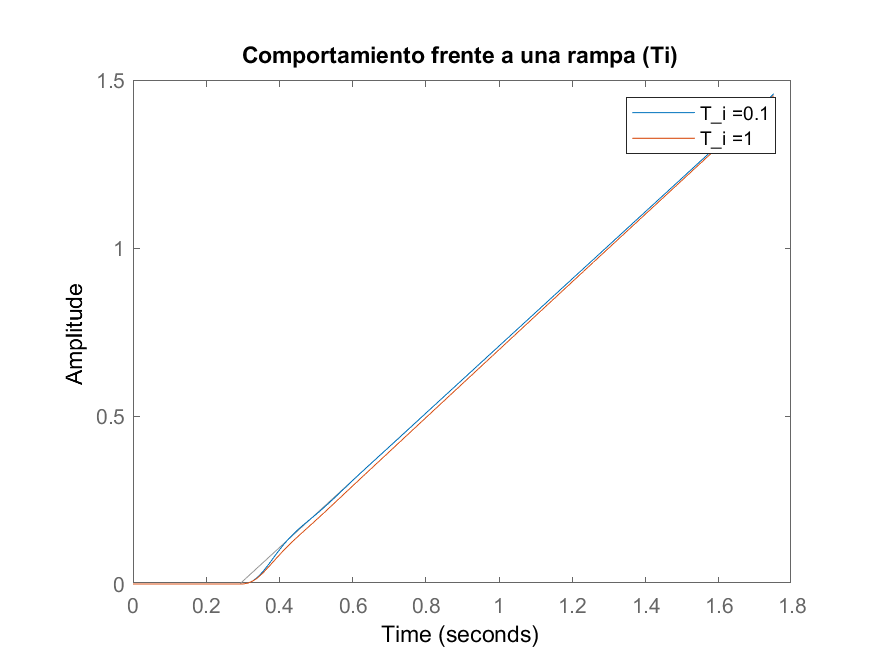 Comportamiento frente a una rampa (Ti)
1.5
1
0.5
0
Amplitude
T_i =0.1
T_i =1
0 0.2 0.4 0.6 0.8 1 1.2 1.4 1.6 1.8
Time (seconds)